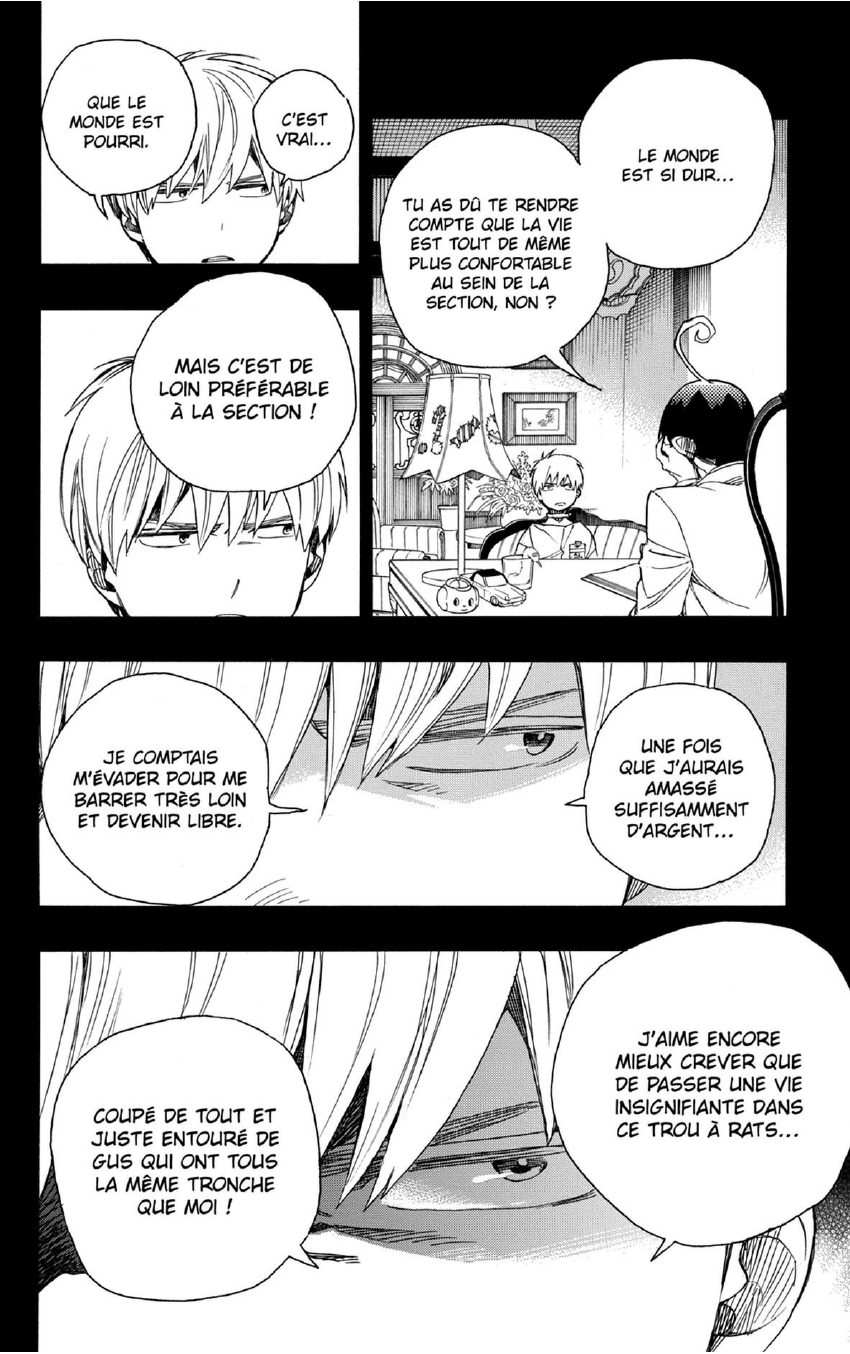 LE MONDE
EST SI DUR...
TU AS DÛ TE RENDRE
COMPTE QUE LA VIE
EST TOUT DE MÊME
PLUS CONFORTABLE
AU SEIN DE LA
SECTION, NON ?
C'EST
VRAI...
QUE LE
MONDE EST
POURRI.
MAIS C'EST DE
LOIN PRÉFÉRABLE
À LA SECTION !
UNE FOIS
QUE J'AURAIS
AMASSÉ
SUFFISAMMENT
D'ARGENT...
JE COMPTAIS
M'ÉVADER POUR ME
BARRER TRÈS LOIN
ET DEVENIR LIBRE.
J'AIME ENCORE
MIEUX CREVER QUE
DE PASSER UNE VIE
INSIGNIFIANTE DANS
CE TROU À RATS...
COUPÉ DE TOUT ET
JUSTE ENTOURÉ DE
GUS QUI ONT TOUS
LA MÊME TRONCHE
QUE MOI !